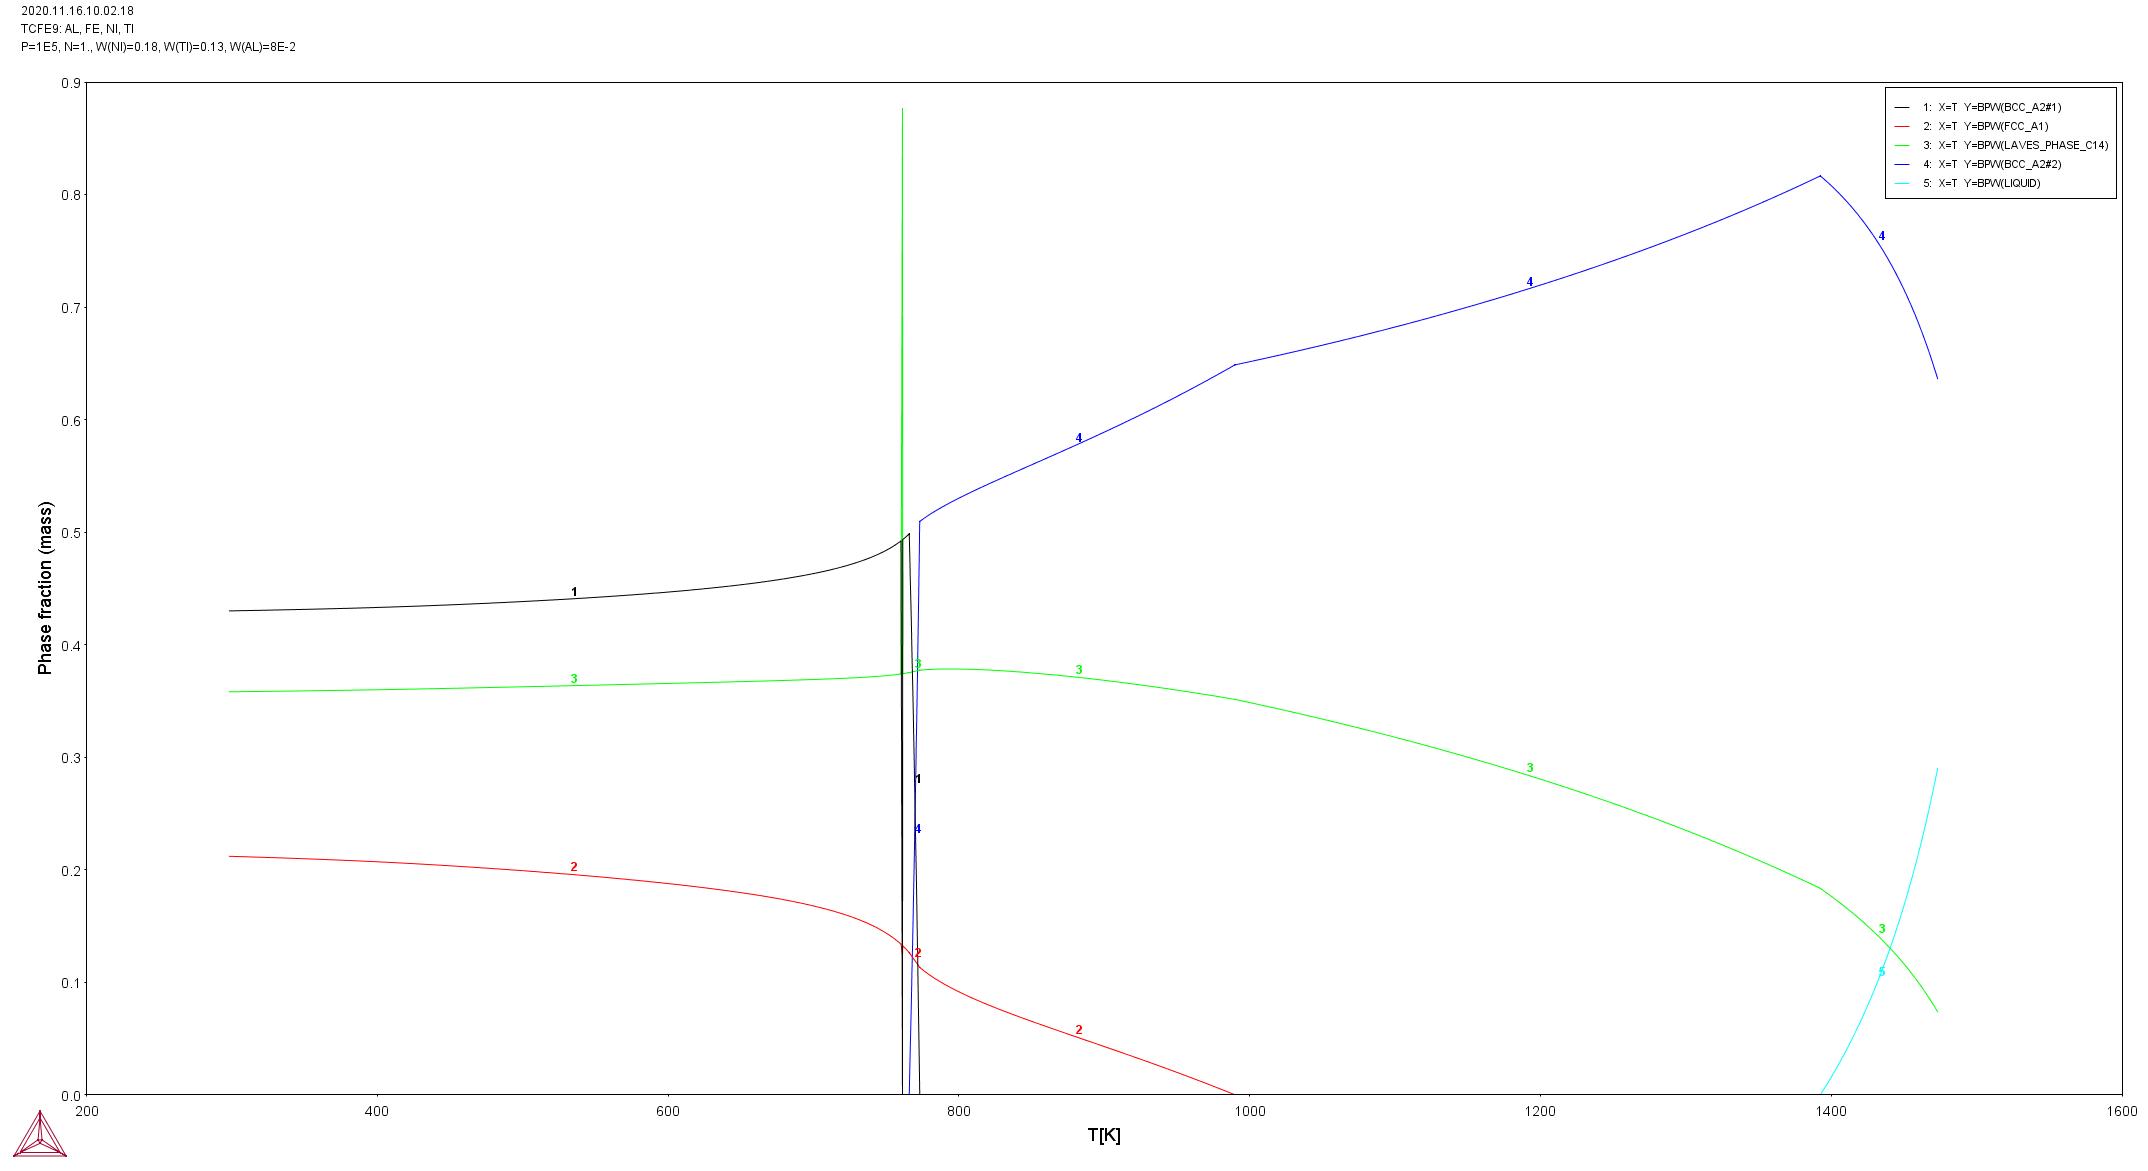 2020.11.16.10.02.18
TCFE9: AL, FE, NI, TI
P=1E5, N=1., W(NI)=0.18, W(TI)=0.13, W(AL)=8E-2
1: X=T Y=BPW(BCC_A2#1)
2: X=T Y=BPW(FCC_A1)
3: X=T Y=BPW(LAVES_PHASE_C14)
4: X=T Y=BPW(BCC_A2#2)
5: X=T Y=BPW(LIQUID)
Phase fraction (mass)
0.9
0.8
0.7
0.6
0.5
0.4
0.3
0.2
0.1
0.0
1
3
2
3
1
4
2
4
3
2
4
3
4
3
5
200 400 600 800 1000 1200 1400 1600
T[K]